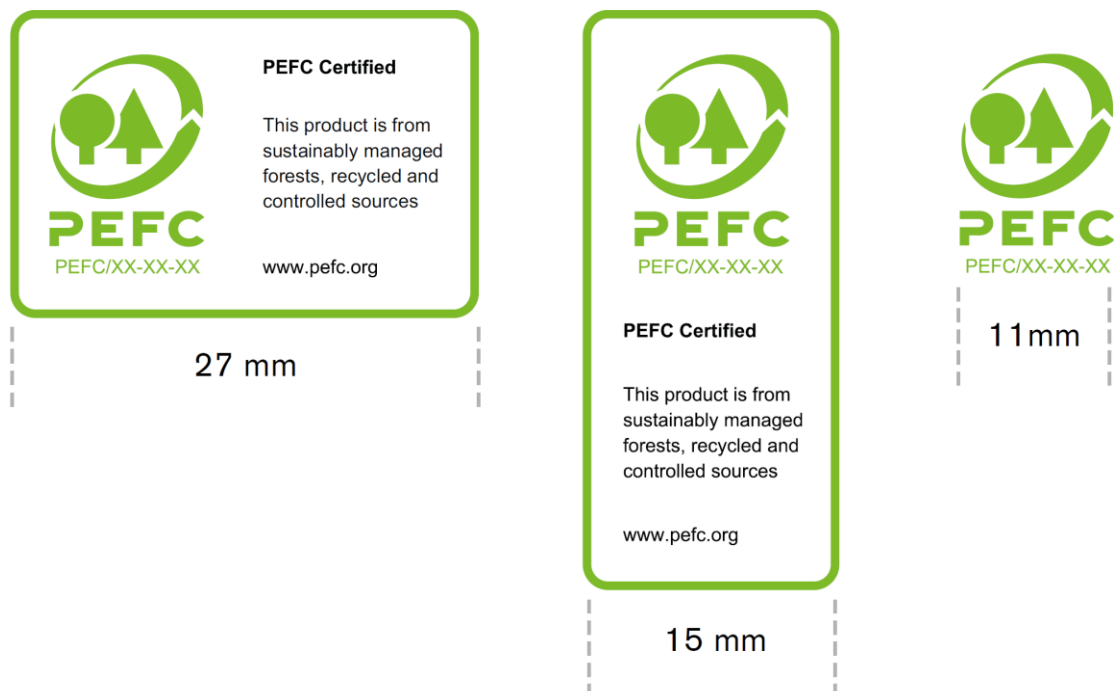 PEFC
PEFC/XX-XX-XX
PEFC Certified
This product is from
sustainably managed
forests, recycled and
controlled sources
www.pefc.org
27 mm
PEFC
PEFC/XX-XX-XX
PEFC Certified
This product is from
sustainably managed
forests, recycled and
controlled sources
www.pefc.org
15 mm
PEFC
PEFC/XX-XX-XX
11mm